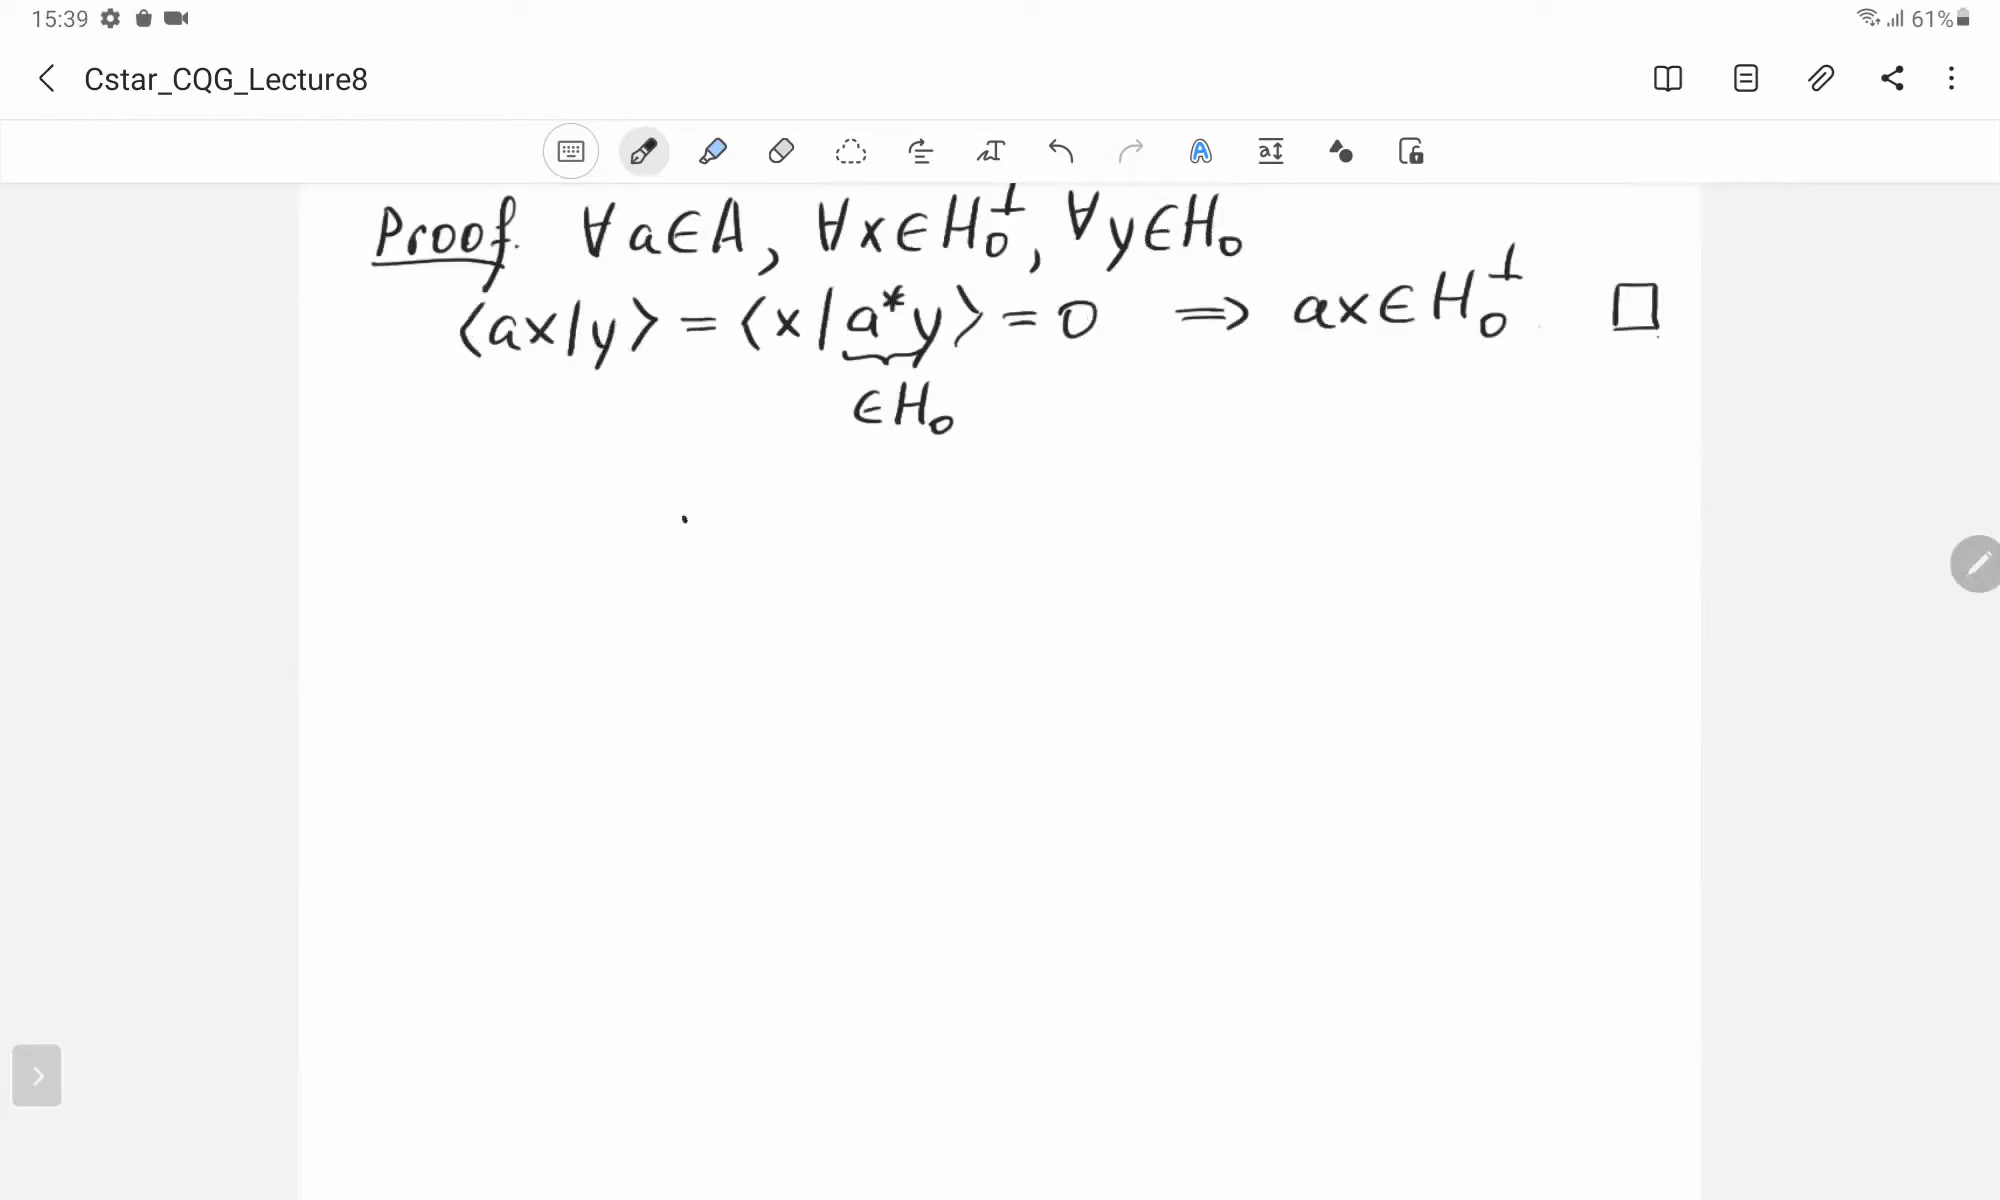 15:39 61%
Cstar_CQG_Lecture8
Proof. ∀a∈A, ∀x∈H₀^⊥, ∀y∈H₀
⟨ax|y⟩ = ⟨x|a*y⟩ = 0 ⟹ ax∈H₀^⊥ □
∈H₀